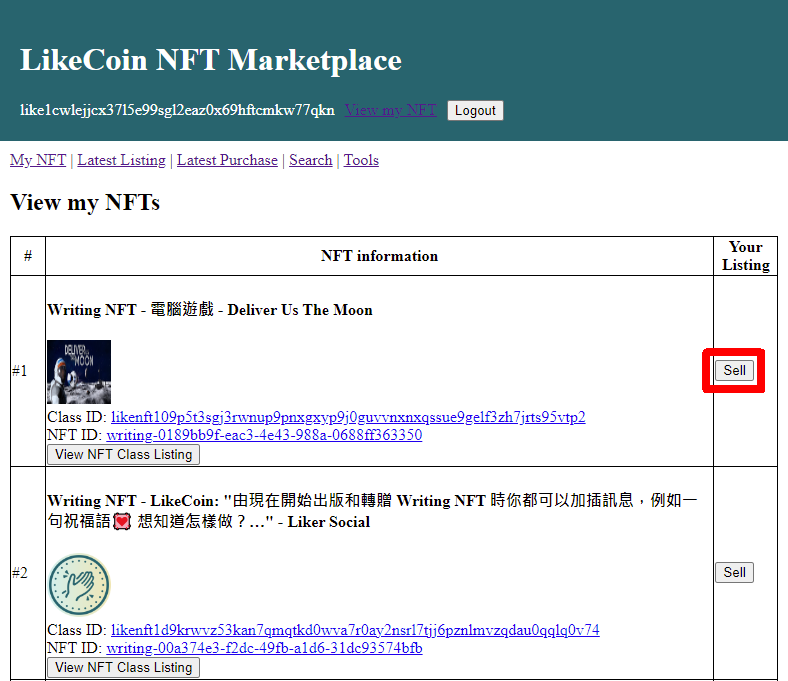 LikeCoin NFT Marketplace
like1cwlejjcx37l5e99sgl2eaz0x69hftcmkw77qkn View my NFT Logout
My NFT | Latest Listing | Latest Purchase | Search | Tools
View my NFTs
# NFT information Your Listing
Writing NFT - 電腦遊戲 - Deliver Us The Moon
DELIVER US THE MOON
#1
Sell
Class ID: likenft109p5t3sgj3rwnup9pnxgxyp9j0guvvnxnxqssue9gelf3zh7jrts95vtp2
NFT ID: writing-0189bb9f-eac3-4e43-988a-0688ff363350
View NFT Class Listing
Writing NFT - LikeCoin: "由現在開始出版和轉贈 Writing NFT 時你都可以加插訊息，例如一
句祝福語💌 想知道怎樣做？…" - Liker Social
#2
Sell
Class ID: likenft1d9krwvz53kan7qmqtkd0wva7r0ay2nsrl7tjj6pznlmvzqdau0qqlq0v74
NFT ID: writing-00a374e3-f2dc-49fb-a1d6-31dc93574bfb
View NFT Class Listing